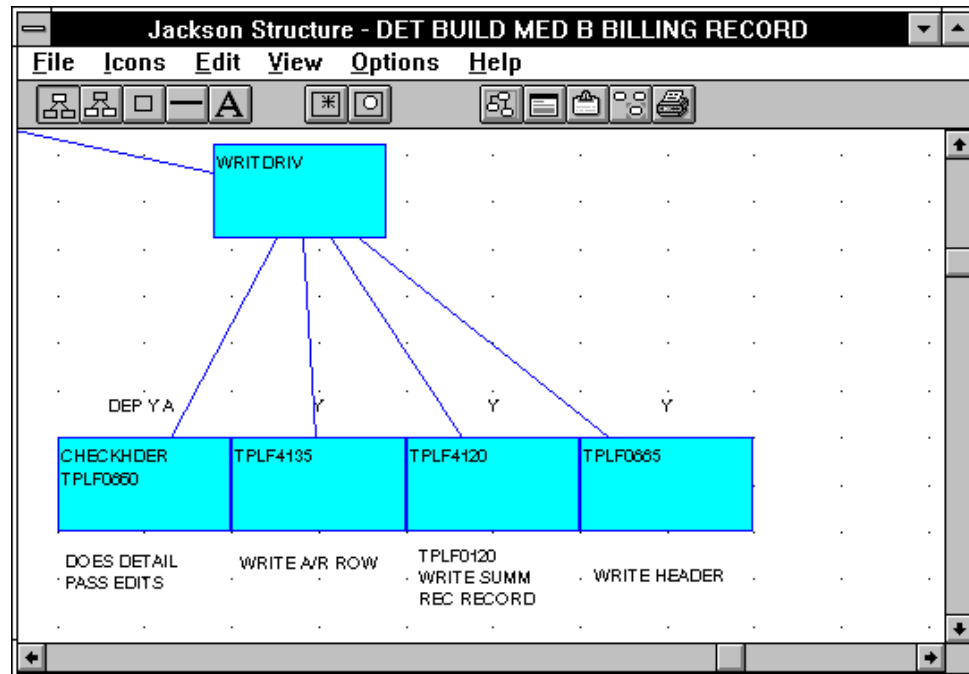 Jackson Structure - DET BUILD MED B BILLING RECORD
File Icons Edit View Options Help
A
WRITDRIV
DEP Y A Y Y Y
CHECKHDER TPLF4135 TPLF4120 TPLF0665
TPLF0660
DOES DETAIL
PASS EDITS
WRITE A/R ROW
TPLF0120
WRITE SUMM
REC RECORD
WRITE HEADER